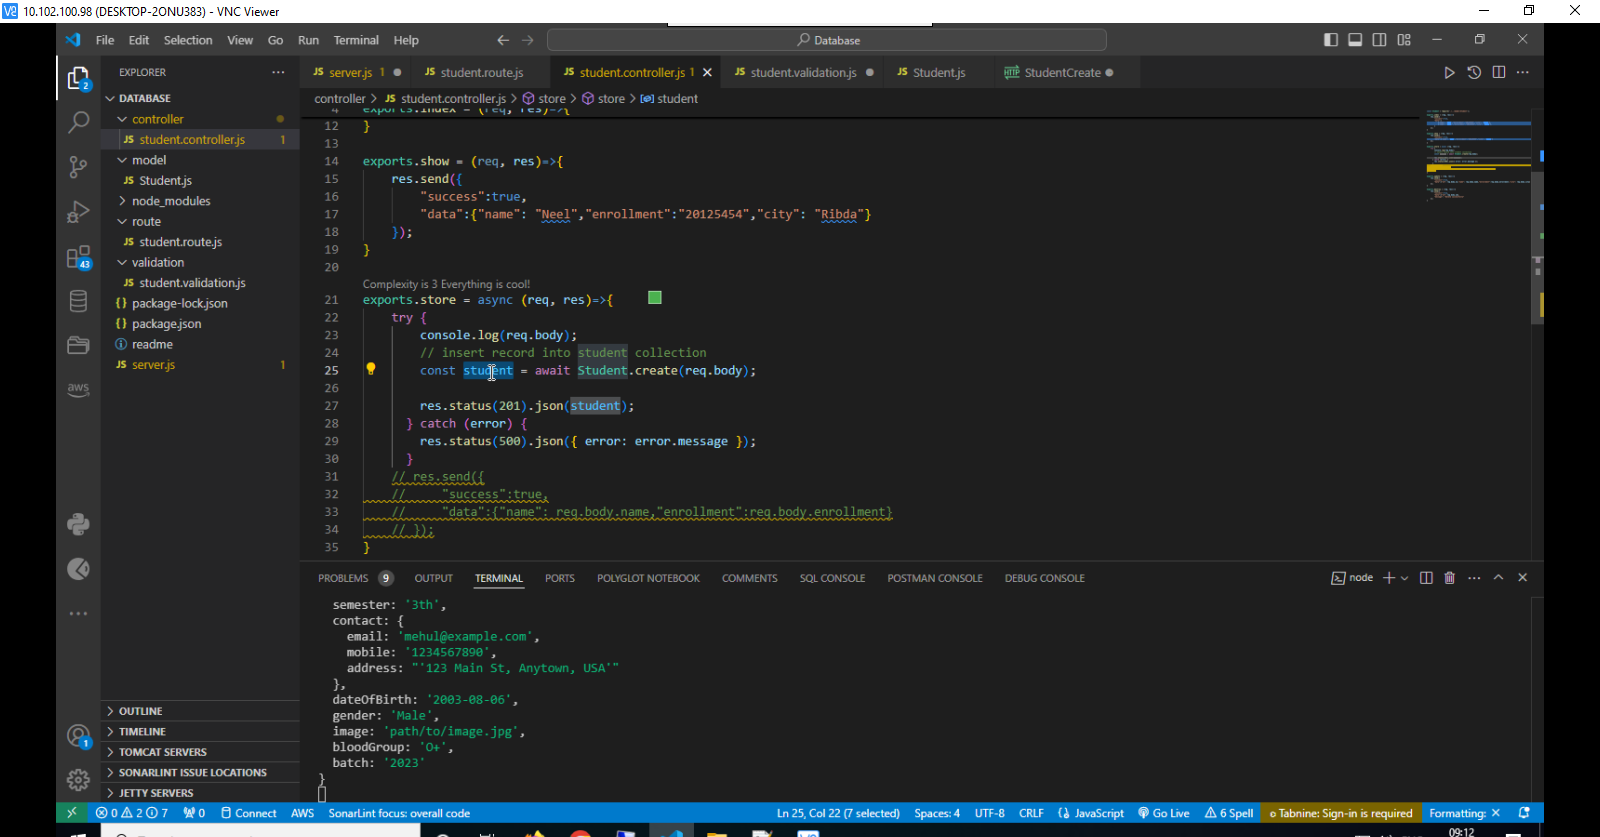 10.102.100.98 (DESKTOP-2ONU383) - VNC Viewer
File Edit Selection View Go Run Terminal Help
Database
EXPLORER
JS server.js 1
JS student.route.js
JS student.controller.js 1
JS student.validation.js
JS Student.js
HTTP StudentCreate
DATABASE
controller
JS student.controller.js 1
model
JS Student.js
node_modules
route
JS student.route.js
validation
JS student.validation.js
{} package-lock.json
{} package.json
readme
JS server.js 1
2
43
aws
1
OUTLINE
TIMELINE
TOMCAT SERVERS
SONARLINT ISSUE LOCATIONS
JETTY SERVERS
controller > JS student.controller.js > store > store > student
4 exports.index = (req, res)=>{
12 }
13
14 exports.show = (req, res)=>{
15 res.send({
16 "success":true,
17 "data":{"name": "Neel","enrollment":"20125454","city": "Ribda"}
18 });
19 }
20
Complexity is 3 Everything is cool!
21 exports.store = async (req, res)=>{
22 try {
23 console.log(req.body);
24 // insert record into student collection
25 const student = await Student.create(req.body);
26
27 res.status(201).json(student);
28 } catch (error) {
29 res.status(500).json({ error: error.message });
30 }
31 // res.send({
32 // "success":true,
33 // "data":{"name": req.body.name,"enrollment":req.body.enrollment}
34 // });
35 }
PROBLEMS 9 OUTPUT TERMINAL PORTS POLYGLOT NOTEBOOK COMMENTS SQL CONSOLE POSTMAN CONSOLE DEBUG CONSOLE
node
semester: '3th',
contact: {
email: 'mehul@example.com',
mobile: '1234567890',
address: "'123 Main St, Anytown, USA'"
},
dateOfBirth: '2003-08-06',
gender: 'Male',
image: 'path/to/image.jpg',
bloodGroup: 'O+',
batch: '2023'
}
0 2 7 0 Connect AWS SonarLint focus: overall code
Ln 25, Col 22 (7 selected) Spaces: 4 UTF-8 CRLF {} JavaScript Go Live 6 Spell Tabnine: Sign-in is required Formatting: ×
09:12